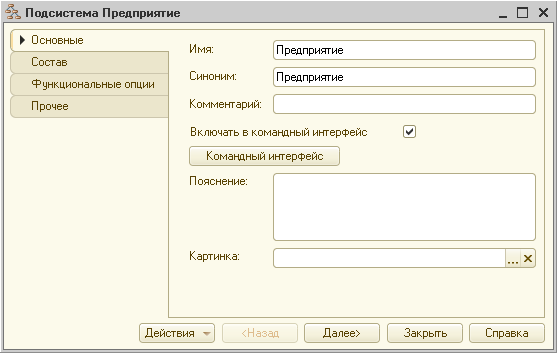 Подсистема Предприятие
Основные
Состав
Функциональные опции
Прочее
Имя: Предприятие
Синоним: Предприятие
Комментарий:
Включать в командный интерфейс
Командный интерфейс
Пояснение:
Картинка: ...
Действия <Назад Далее> Закрыть Справка